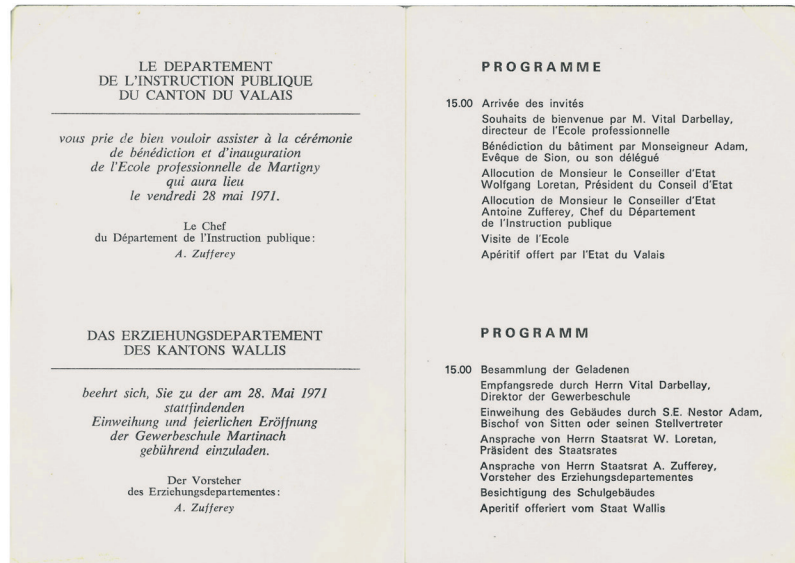 LE DEPARTEMENT
DE L'INSTRUCTION PUBLIQUE
DU CANTON DU VALAIS
vous prie de bien vouloir assister à la cérémonie
de bénédiction et d'inauguration
de l'Ecole professionnelle de Martigny
qui aura lieu
le vendredi 28 mai 1971.
Le Chef
du Département de l'Instruction publique:
A. Zufferey
DAS ERZIEHUNGSDEPARTEMENT
DES KANTONS WALLIS
beehrt sich, Sie zu der am 28. Mai 1971
stattfindenden
Einweihung und feierlichen Eröffnung
der Gewerbeschule Martinach
gebührend einzuladen.
Der Vorsteher
des Erziehungsdepartementes:
A. Zufferey
PROGRAMME
15.00 Arrivée des invités
Souhaits de bienvenue par M. Vital Darbellay,
directeur de l'Ecole professionnelle
Bénédiction du bâtiment par Monseigneur Adam,
Evêque de Sion, ou son délégué
Allocution de Monsieur le Conseiller d'Etat
Wolfgang Loretan, Président du Conseil d'Etat
Allocution de Monsieur le Conseiller d'Etat
Antoine Zufferey, Chef du Département
de l'Instruction publique
Visite de l'Ecole
Apéritif offert par l'Etat du Valais
PROGRAMM
15.00 Besammlung der Geladenen
Empfangsrede durch Herrn Vital Darbellay,
Direktor der Gewerbeschule
Einweihung des Gebäudes durch S.E. Nestor Adam,
Bischof von Sitten oder seinen Stellvertreter
Ansprache von Herrn Staatsrat W. Loretan,
Präsident des Staatsrates
Ansprache von Herrn Staatsrat A. Zufferey,
Vorsteher des Erziehungsdepartementes
Besichtigung des Schulgebäudes
Aperitif offeriert vom Staat Wallis